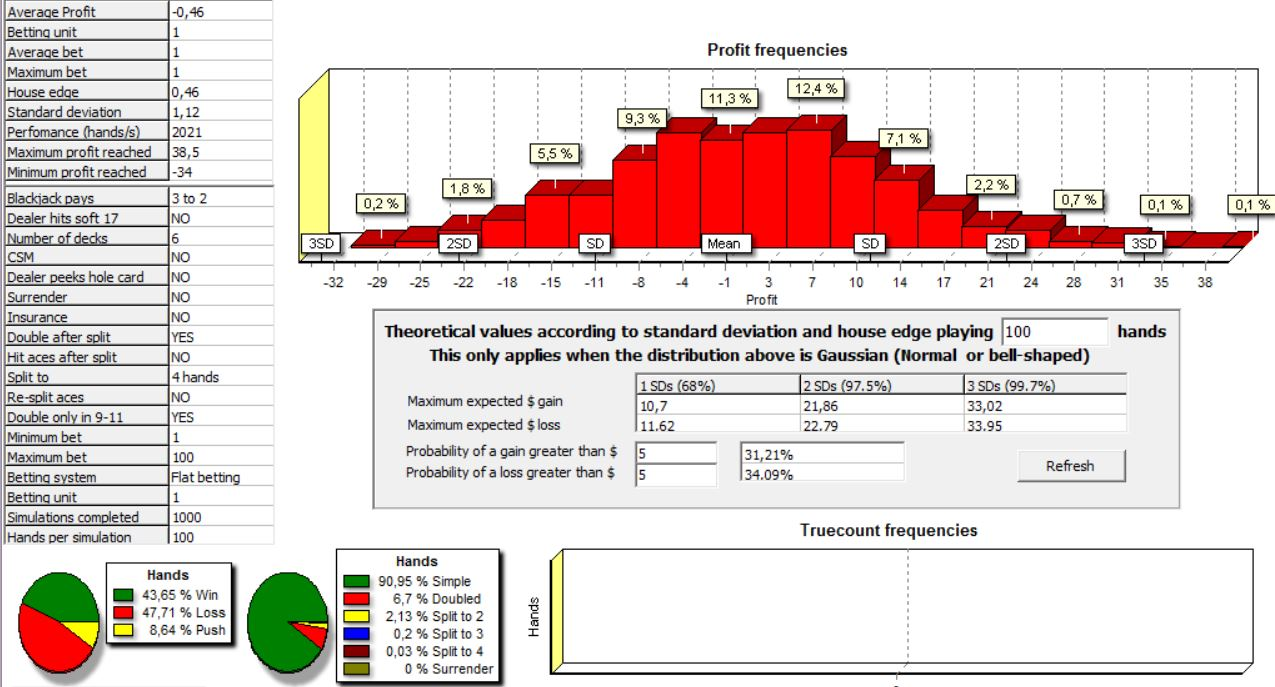 Average Profit -0,46
Betting unit 1
Average bet 1
Maximum bet 1
House edge 0,46
Standard deviation 1,12
Perfomance (hands/s) 2021
Maximum profit reached 38,5
Minimum profit reached -34
Blackjack pays 3 to 2
Dealer hits soft 17 NO
Number of decks 6
CSM NO
Dealer peeks hole card NO
Surrender NO
Insurance NO
Double after split YES
Hit aces after split NO
Split to 4 hands
Re-split aces NO
Double only in 9-11 YES
Minimum bet 1
Maximum bet 100
Betting system Flat betting
Betting unit 1
Simulations completed 1000
Hands per simulation 100
Profit frequencies
0,2 % 1,8 % 5,5 % 9,3 % 11,3 % 12,4 % 7,1 % 2,2 % 0,7 % 0,1 % 0,1 %
3SD 2SD SD Mean SD 2SD 3SD
-32 -29 -25 -22 -18 -15 -11 -8 -4 -1 3 7 10 14 17 21 24 28 31 35 38
Profit
Theoretical values according to standard deviation and house edge playing 100 hands
This only applies when the distribution above is Gaussian (Normal or bell-shaped)
1 SDs (68%) 2 SDs (97.5%) 3 SDs (99.7%)
Maximum expected $ gain 10,7 21,86 33,02
Maximum expected $ loss 11.62 22.79 33.95
Probability of a gain greater than $ 5 31,21%
Probability of a loss greater than $ 5 34.09%
Refresh
Truecount frequencies
Hands
Hands
43,65 % Win
47,71 % Loss
8,64 % Push
Hands
90,95 % Simple
6,7 % Doubled
2,13 % Split to 2
0,2 % Split to 3
0,03 % Split to 4
0 % Surrender